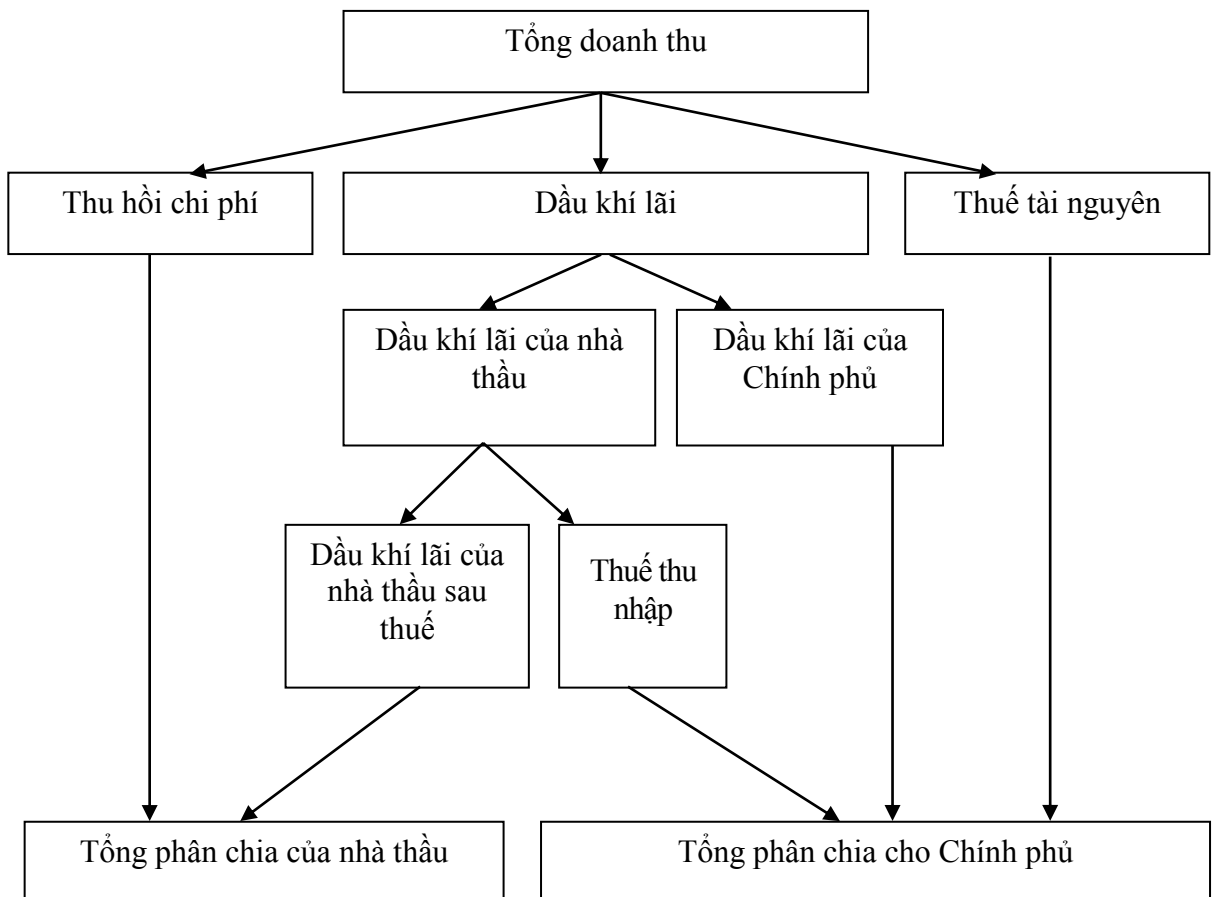 Tổng doanh thu
Thu hồi chi phí
Dầu khí lãi
Thuế tài nguyên
Dầu khí lãi của nhà
thầu
Dầu khí lãi của
Chính phủ
Dầu khí lãi của
nhà thầu sau
thuế
Thuế thu
nhập
Tổng phân chia của nhà thầu
Tổng phân chia cho Chính phủ